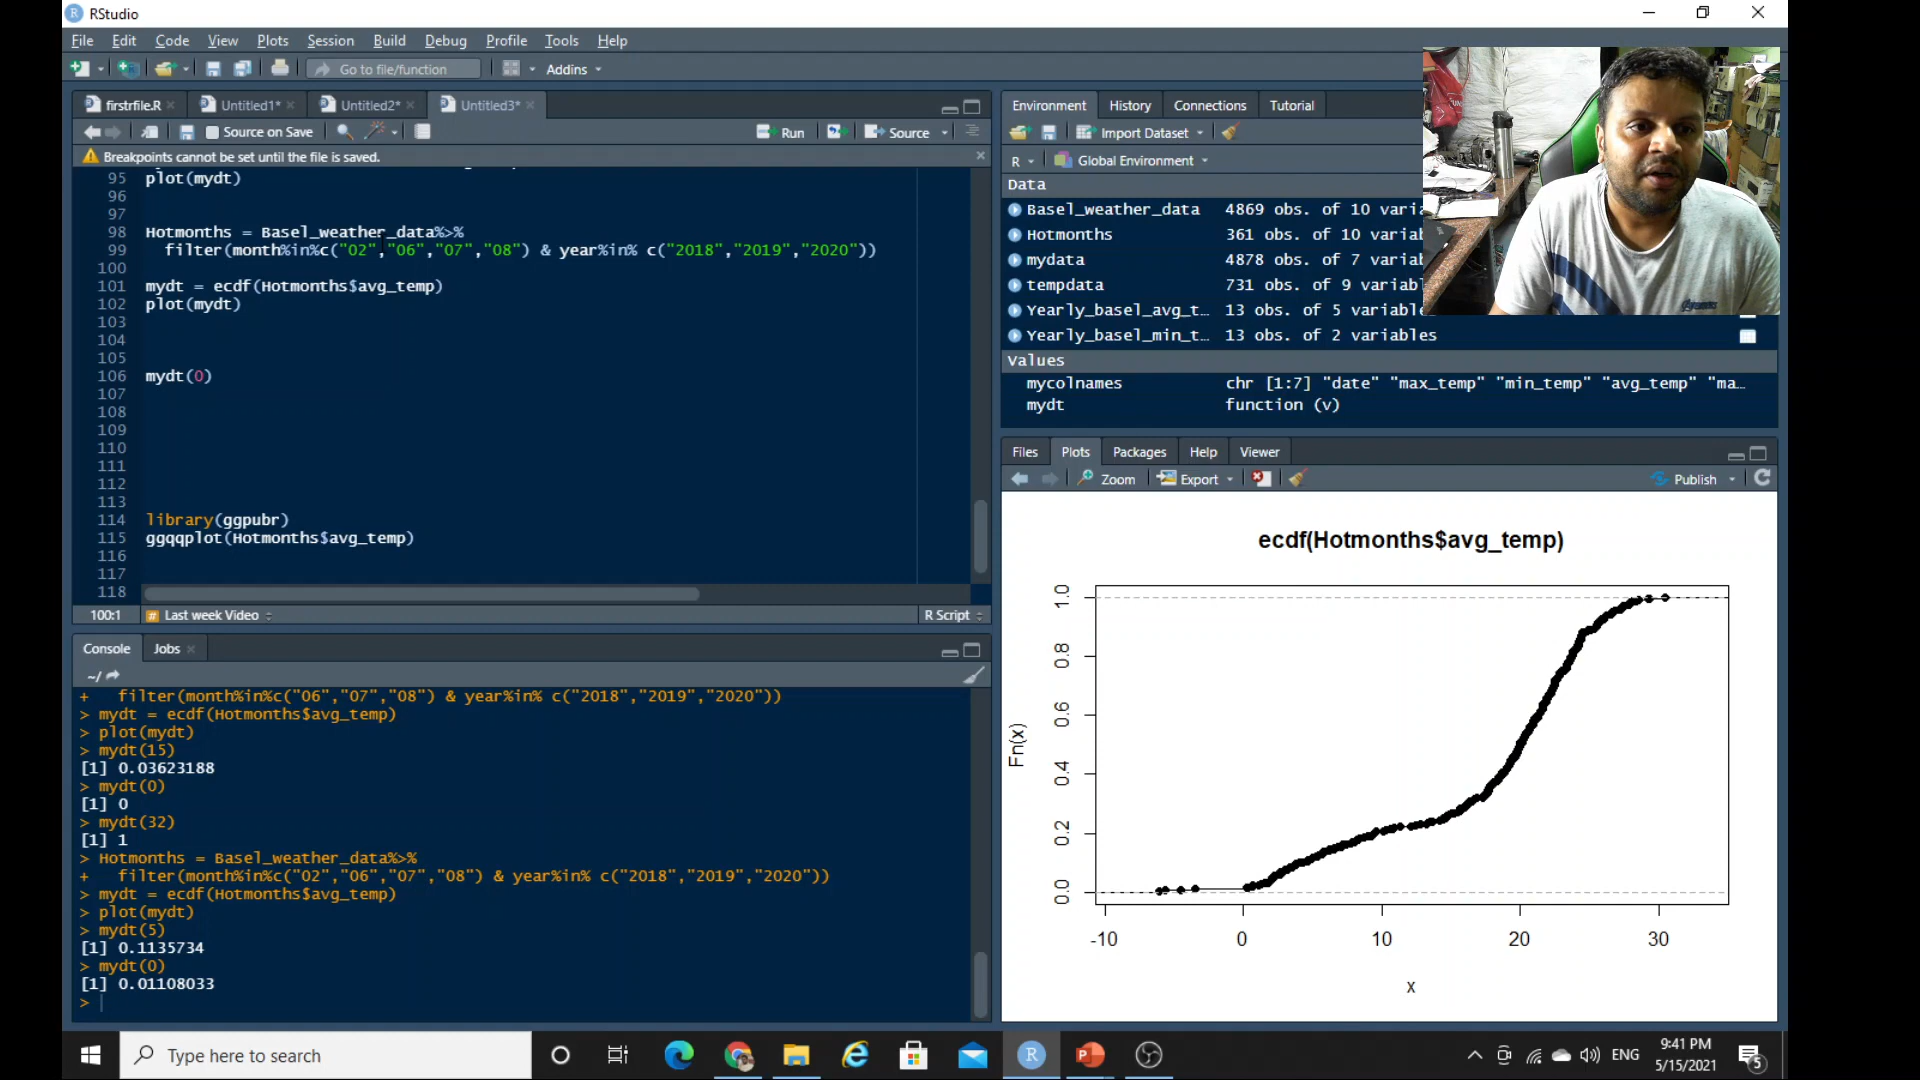 RStudio
File Edit Code View Plots Session Build Debug Profile Tools Help
Go to file/function Addins
firstfile.R Untitled1* Untitled2* Untitled3*
Source on Save Run Source
Breakpoints cannot be set until the file is saved.
95 plot(mydt)
96
97
98 Hotmonths = Basel_weather_data%>%
99 filter(month%in%c("02","06","07","08") & year%in% c("2018","2019","2020"))
100
101 mydt = ecdf(Hotmonths$avg_temp)
102 plot(mydt)
103
104
105
106 mydt(0)
107
108
109
110
111
112
113
114 library(ggpubr)
115 ggqqplot(Hotmonths$avg_temp)
116
117
118
100:1 # Last week Video R Script
Console Jobs
~/
+ filter(month%in%c("06","07","08") & year%in% c("2018","2019","2020"))
> mydt = ecdf(Hotmonths$avg_temp)
> plot(mydt)
> mydt(15)
[1] 0.03623188
> mydt(0)
[1] 0
> mydt(32)
[1] 1
> Hotmonths = Basel_weather_data%>%
+ filter(month%in%c("02","06","07","08") & year%in% c("2018","2019","2020"))
> mydt = ecdf(Hotmonths$avg_temp)
> plot(mydt)
> mydt(5)
[1] 0.1135734
> mydt(0)
[1] 0.01108033
>
Environment History Connections Tutorial
Import Dataset
R Global Environment
Data
Basel_weather_data 4869 obs. of 10 varia
Hotmonths 361 obs. of 10 variab
mydata 4878 obs. of 7 variab
tempdata 731 obs. of 9 variabl
Yearly_basel_avg_t… 13 obs. of 5 variable
Yearly_basel_min_t… 13 obs. of 2 variables
Values
mycolnames chr [1:7] "date" "max_temp" "min_temp" "avg_temp" "ma…
mydt function (v)
Files Plots Packages Help Viewer
Zoom Export Publish
ecdf(Hotmonths$avg_temp)
Fn(x)
1.0
0.8
0.6
0.4
0.2
0.0
-10 0 10 20 30
x
Type here to search
ENG
9:41 PM
5/15/2021
5